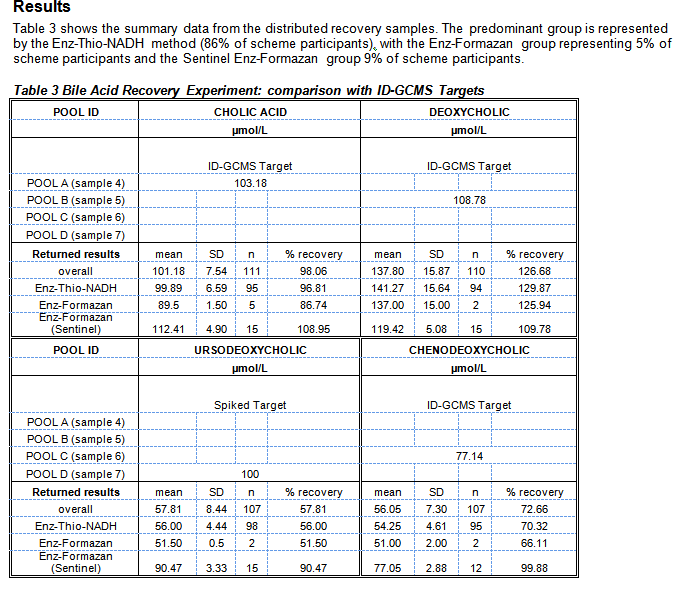 Results
Table 3 shows the summary data from the distributed recovery samples. The predominant group is represented
by the Enz-Thio-NADH method (86% of scheme participants), with the Enz-Formazan group representing 5% of
scheme participants and the Sentinel Enz-Formazan group 9% of scheme participants.
Table 3 Bile Acid Recovery Experiment: comparison with ID-GCMS Targets
POOL ID CHOLIC ACID DEOXYCHOLIC
µmol/L µmol/L
ID-GCMS Target ID-GCMS Target
POOL A (sample 4) 103.18
POOL B (sample 5) 108.78
POOL C (sample 6)
POOL D (sample 7)
Returned results mean SD n % recovery mean SD n % recovery
overall 101.18 7.54 111 98.06 137.80 15.87 110 126.68
Enz-Thio-NADH 99.89 6.59 95 96.81 141.27 15.64 94 129.87
Enz-Formazan 89.5 1.50 5 86.74 137.00 15.00 2 125.94
Enz-Formazan
(Sentinel) 112.41 4.90 15 108.95 119.42 5.08 15 109.78
POOL ID URSODEOXYCHOLIC CHENODEOXYCHOLIC
µmol/L µmol/L
Spiked Target ID-GCMS Target
POOL A (sample 4)
POOL B (sample 5)
POOL C (sample 6) 77.14
POOL D (sample 7) 100
Returned results mean SD n % recovery mean SD n % recovery
overall 57.81 8.44 107 57.81 56.05 7.30 107 72.66
Enz-Thio-NADH 56.00 4.44 98 56.00 54.25 4.61 95 70.32
Enz-Formazan 51.50 0.5 2 51.50 51.00 2.00 2 66.11
Enz-Formazan
(Sentinel) 90.47 3.33 15 90.47 77.05 2.88 12 99.88